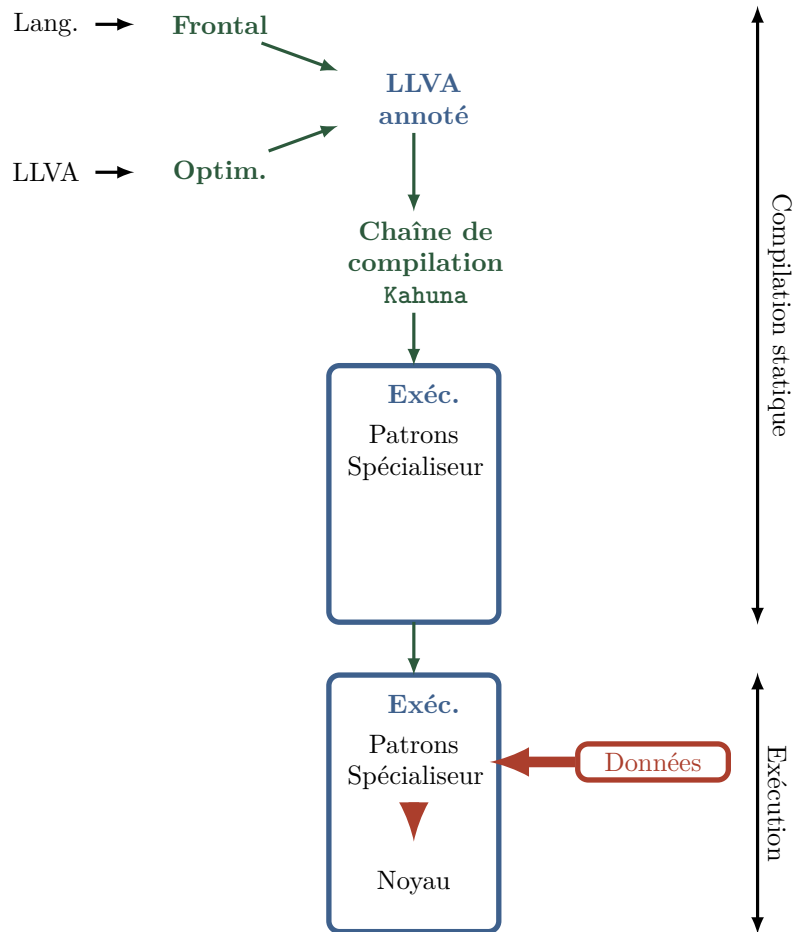 Lang.
Frontal
LLVA
annoté
LLVA
Optim.
Chaîne de
compilation
Kahuna
Exéc.
Patrons
Spécialiseur
Compilation statique
Exéc.
Patrons
Spécialiseur
Données
Noyau
Exécution